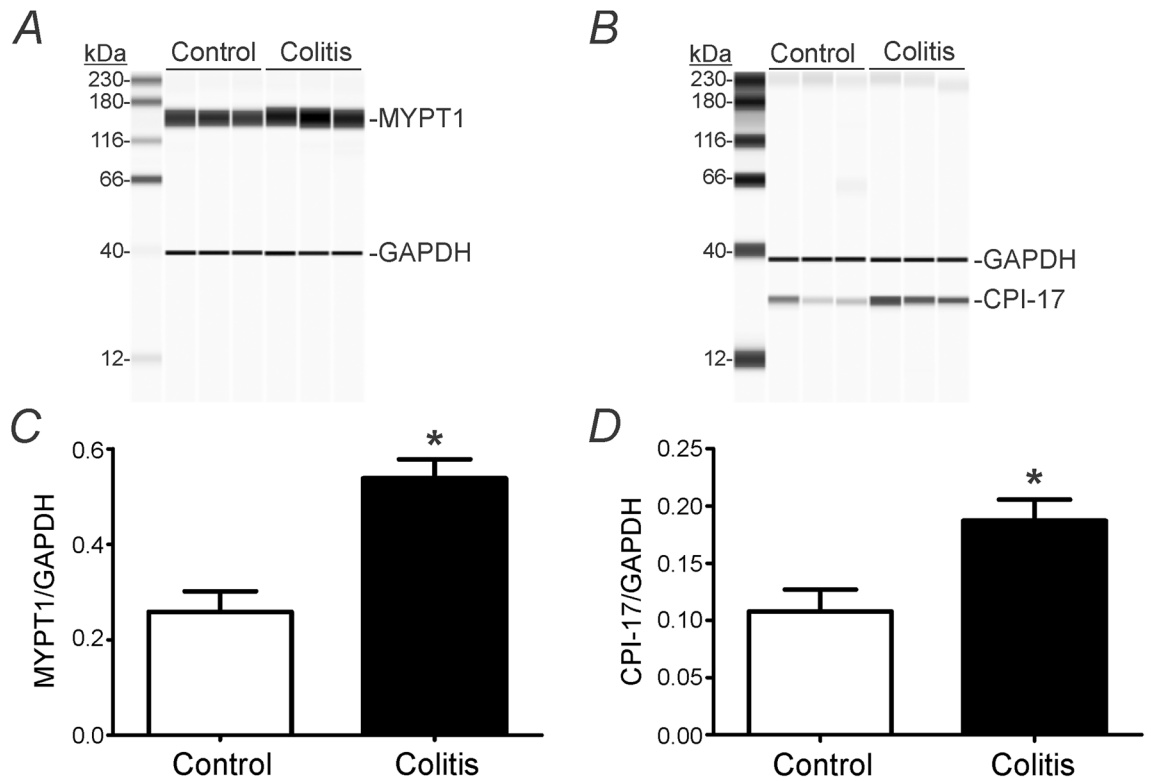 A
kDa
Control Colitis
230-
180-
-MYPT1
116-
66-
40-
-GAPDH
12-
B
kDa
Control Colitis
230-
180-
116-
66-
40-
-GAPDH
-CPI-17
12-
C
MYPT1/GAPDH
0.6
0.4
0.2
0.0
*
Control Colitis
D
CPI-17/GAPDH
0.25
0.20
0.15
0.10
0.05
0.00
*
Control Colitis